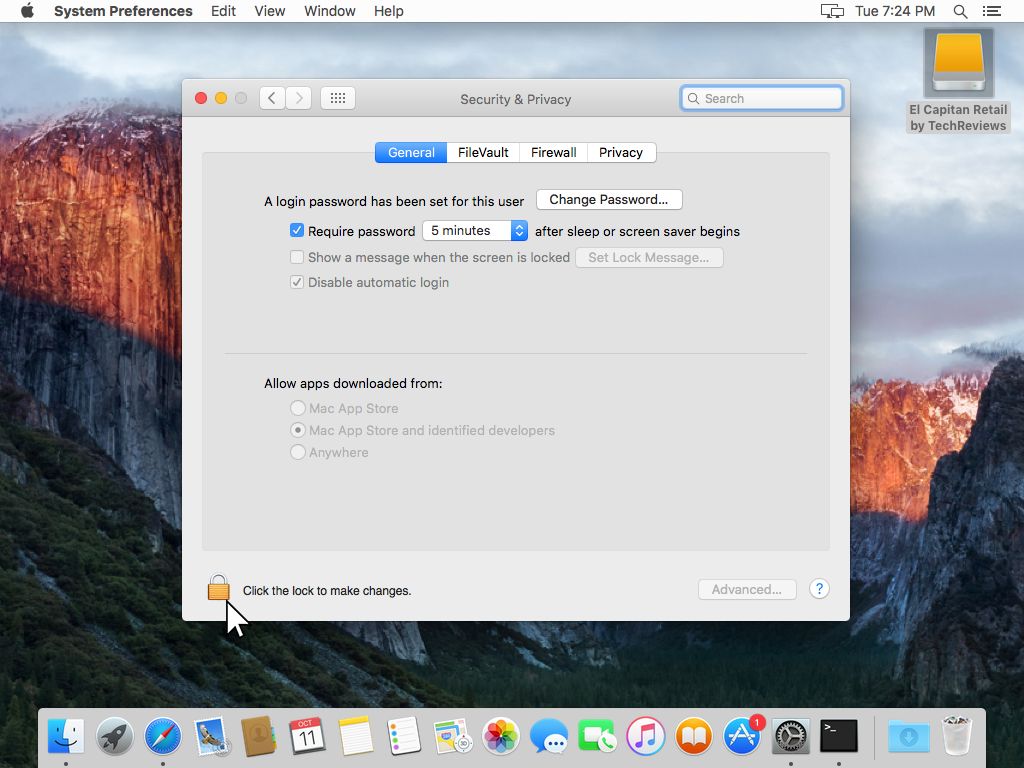 System Preferences Edit View Window Help Tue 7:24 PM
El Capitan Retail
by TechReviews
Security & Privacy Search
General FileVault Firewall Privacy
A login password has been set for this user Change Password...
Require password 5 minutes after sleep or screen saver begins
Show a message when the screen is locked Set Lock Message...
Disable automatic login
Allow apps downloaded from:
Mac App Store
Mac App Store and identified developers
Anywhere
Click the lock to make changes. Advanced... ?
OCT
11
1
>_